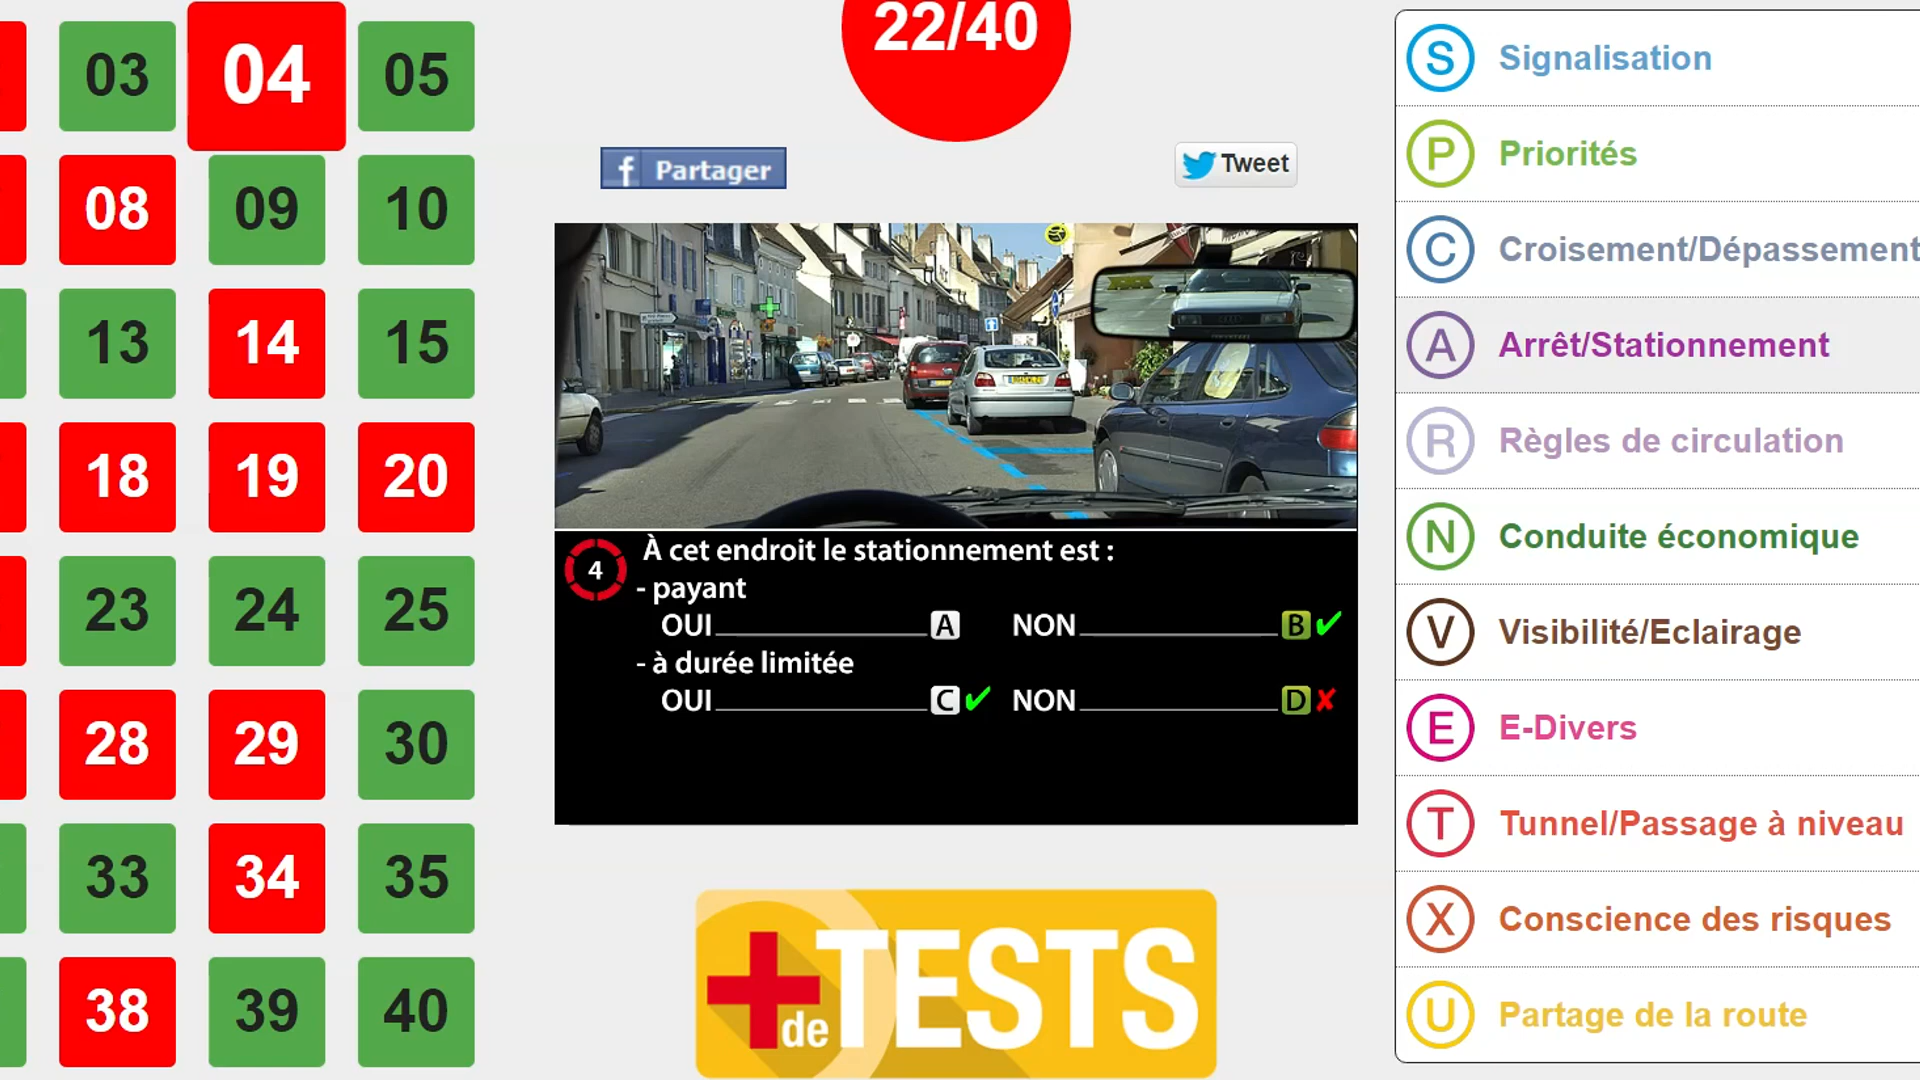 22/40
03
04
05
08
09
10
13
14
15
18
19
20
23
24
25
28
29
30
33
34
35
38
39
40
f Partager
Tweet
4
À cet endroit le stationnement est :
- payant
OUI A NON B
- à durée limitée
OUI C NON D
+ de TESTS
S Signalisation
P Priorités
C Croisement/Dépassement
A Arrêt/Stationnement
R Règles de circulation
N Conduite économique
V Visibilité/Eclairage
E E-Divers
T Tunnel/Passage à niveau
X Conscience des risques
U Partage de la route